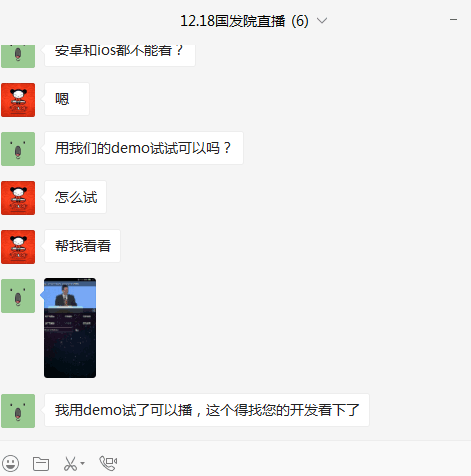 12.18国发院直播 (6)
安卓和ios都不能看？
嗯
用我们的demo试试可以吗？
怎么试
帮我看看
我用demo试了可以播，这个得找您的开发看下了